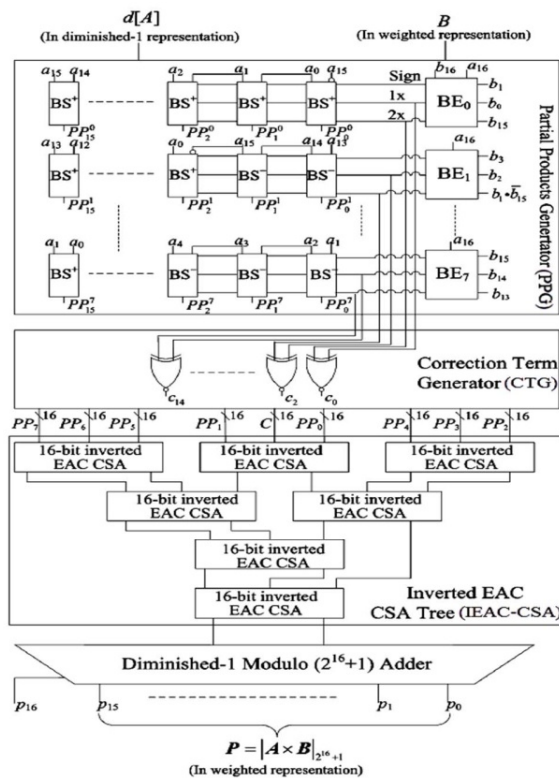 d[A]
(In diminished-1 representation)
B
(In weighted representation)
a15 a14 a2 a1 a0 a15 Sign b16 a16
1x
2x
BS+ BS+ BS+ BS+ BE0
b1
b0
b15
PP15^0 PP2^0 PP1^0 PP0^0
a13 a12 a0 a15 a14 a13 a16
BS+ BS+ BS− BS− BE1
b3
b2
b1•b̅15
PP15^1 PP2^1 PP1^1 PP0^1
a1 a0 a4 a3 a2 a1 a16
BS+ BS− BS− BS− BE7
b15
b14
b13
PP15^7 PP2^7 PP1^7 PP0^7
Partial Products Genertator (PPG)
c14 c2 c0
Correction Term
Generator (CTG)
PP7 16 PP6 16 PP5 16 PP1 16 C 16 PP0 16 PP4 16 PP3 16 PP2 16
16-bit inverted
EAC CSA
16-bit inverted
EAC CSA
16-bit inverted
EAC CSA
16-bit inverted
EAC CSA
16-bit inverted
EAC CSA
16-bit inverted
EAC CSA
16-bit inverted
EAC CSA
Inverted EAC
CSA Tree (IEAC-CSA)
Diminished-1 Modulo (2^16+1) Adder
p16 p15 p1 p0
P = |A × B|2^16+1
(In weighted representation)